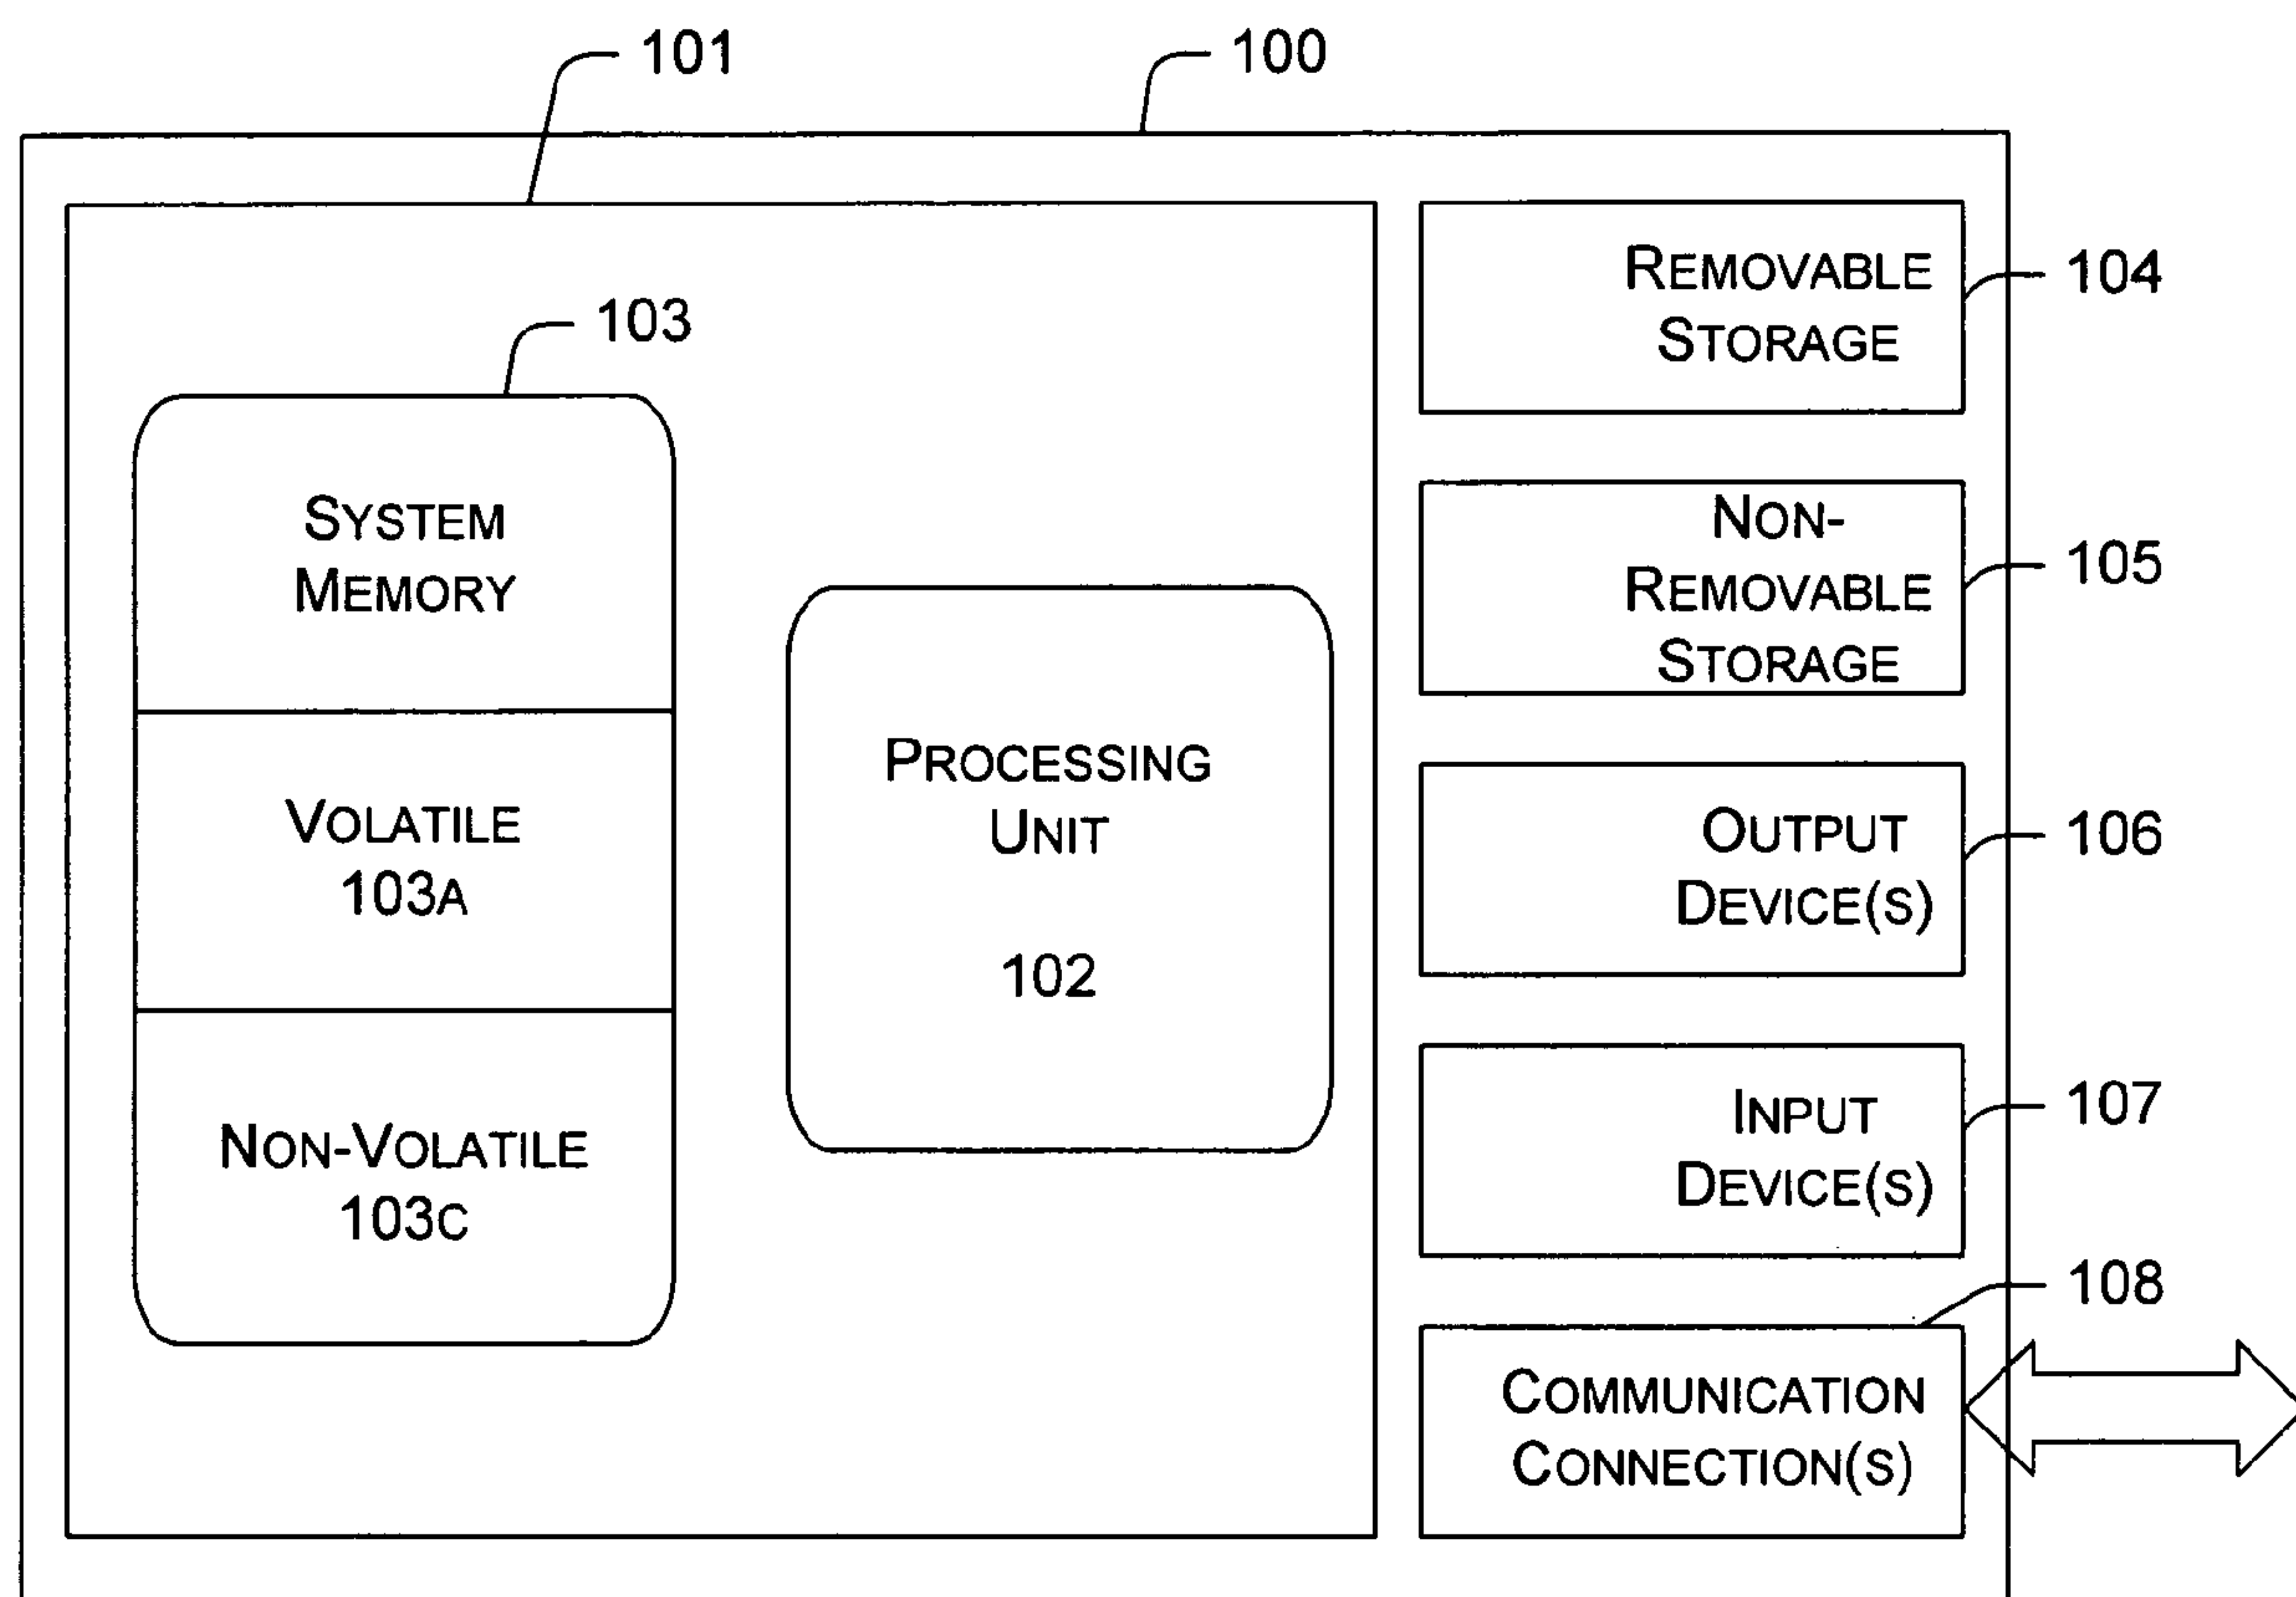 101
100
103
SYSTEM
MEMORY
VOLATILE
103A
NON-VOLATILE
103C
PROCESSING
UNIT
102
REMOVABLE
STORAGE
104
NON-
REMOVABLE
STORAGE
105
OUTPUT
DEVICE(S)
106
INPUT
DEVICE(S)
107
108
COMMUNICATION
CONNECTION(S)